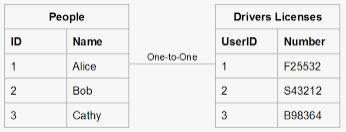 People
ID Name
1 Alice
2 Bob
3 Cathy
One-to-One
Drivers Licenses
UserID Number
1 F25532
2 S43212
3 B98364